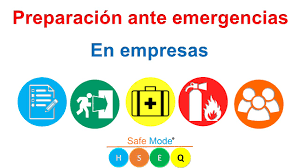 Preparación ante emergencias
En empresas
Safe Mode®
H S E Q